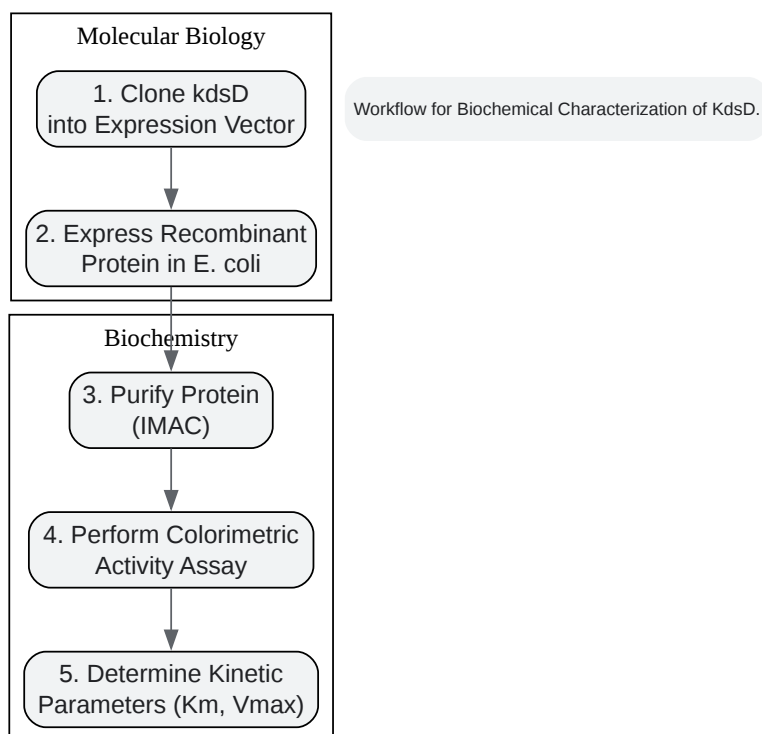 Molecular Biology
1. Clone kdsD
into Expression Vector
Workflow for Biochemical Characterization of KdsD.
2. Express Recombinant
Protein in E. coli
Biochemistry
3. Purify Protein
(IMAC)
4. Perform Colorimetric
Activity Assay
5. Determine Kinetic
Parameters (Km, Vmax)